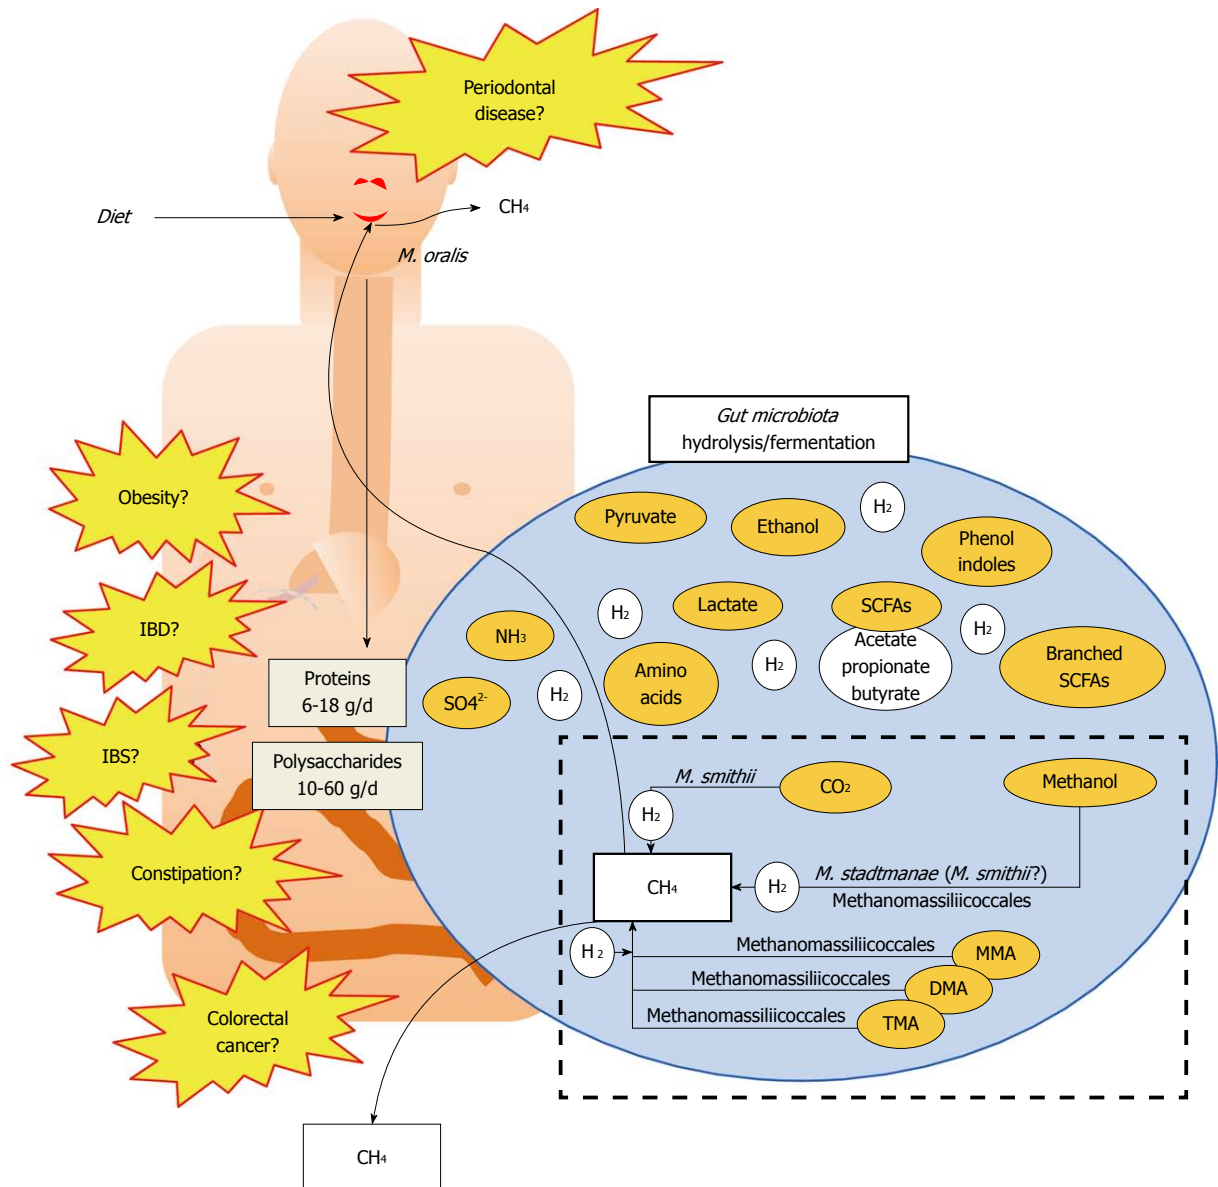 Periodontal
disease?
Diet
CH₄
M. oralis
Gut microbiota
hydrolysis/fermentation
Obesity?
Pyruvate
Ethanol
H₂
Phenol
indoles
IBD?
NH₃
H₂
Lactate
SCFAs
Acetate
propionate
butyrate
H₂
H₂
Branched
SCFAs
Proteins
6-18 g/d
SO4²⁻
H₂
Amino
acids
IBS?
Polysaccharides
10-60 g/d
M. smithii
CO₂
Methanol
H₂
Constipation?
CH₄
H₂
M. stadtmanae (M. smithii?)
Methanomassiliicoccales
H₂
Methanomassiliicoccales
MMA
Methanomassiliicoccales
DMA
Methanomassiliicoccales
TMA
Colorectal
cancer?
CH₄